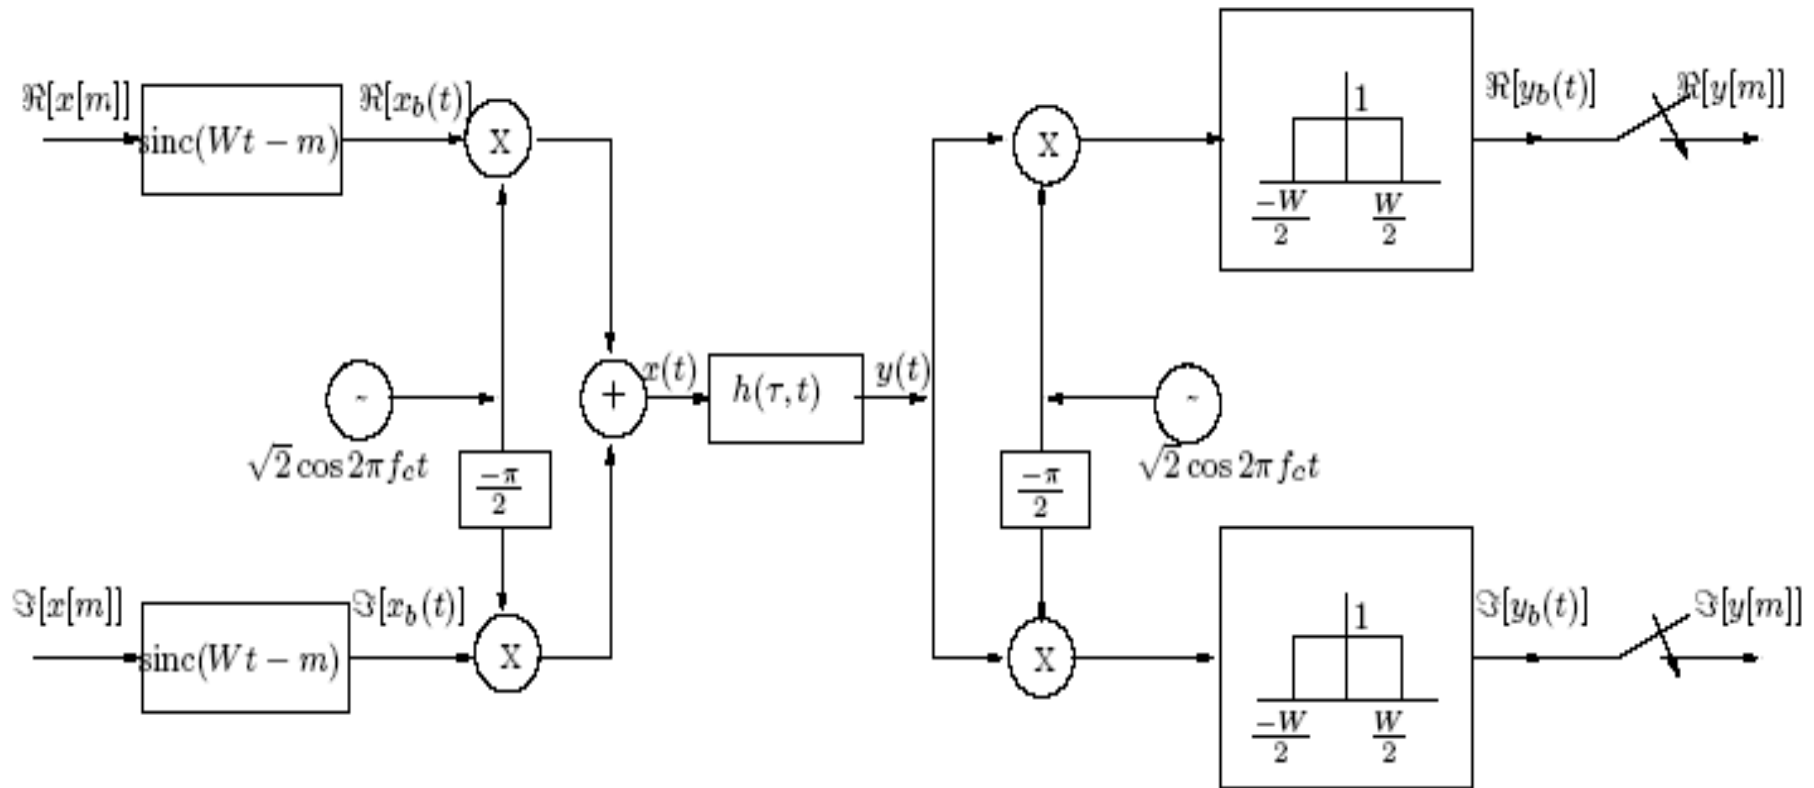 ℜ[x[m]]
sinc(Wt − m)
ℜ[x_b(t)]
X
√2 cos 2πf_c t
−π/2
ℑ[x[m]]
sinc(Wt − m)
ℑ[x_b(t)]
X
+
x(t)
h(τ, t)
y(t)
X
√2 cos 2πf_c t
−π/2
X
1
−W/2
W/2
ℜ[y_b(t)]
ℜ[y[m]]
1
−W/2
W/2
ℑ[y_b(t)]
ℑ[y[m]]